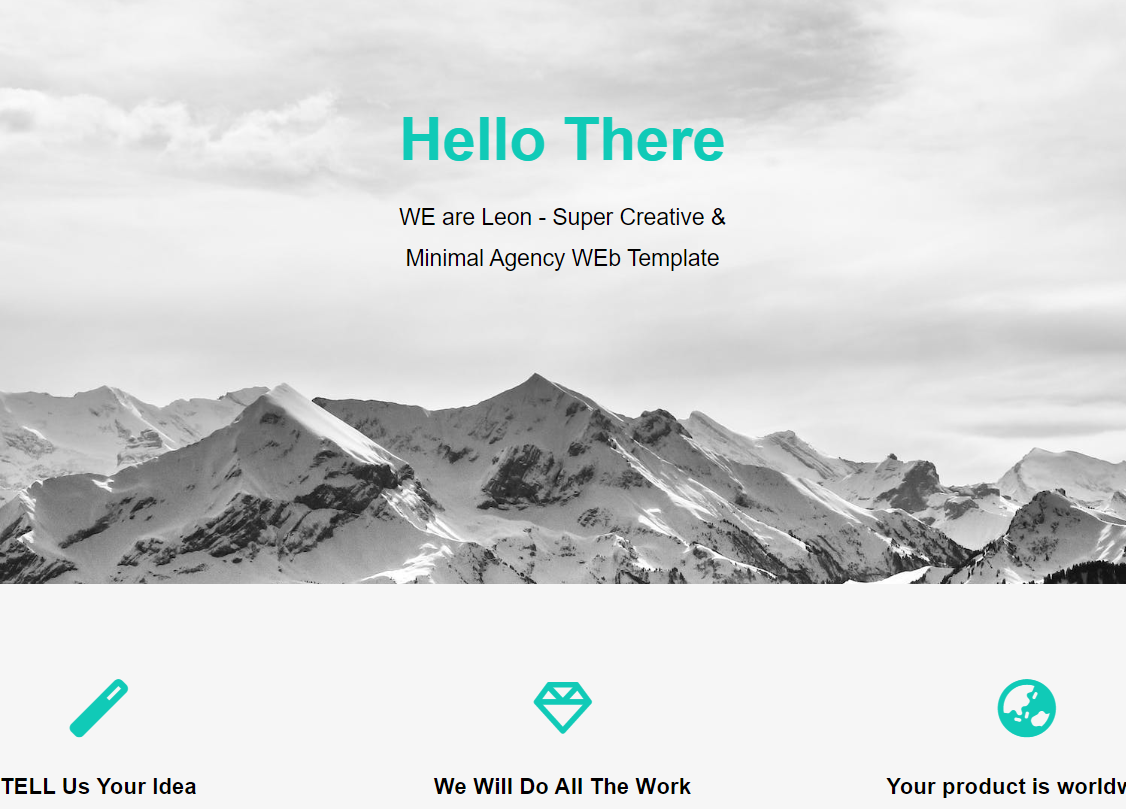 Hello There
WE are Leon - Super Creative &
Minimal Agency WEb Template
TELL Us Your Idea
We Will Do All The Work
Your product is